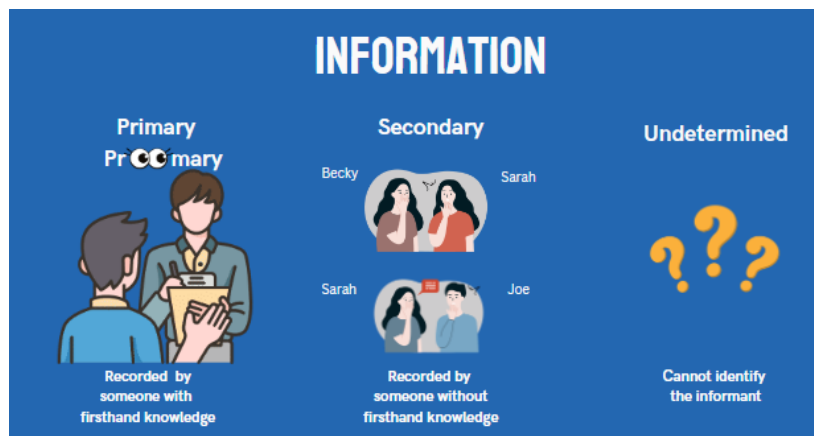 INFORMATION
Primary
Pr👀mary
Recorded by
someone with
firsthand knowledge
Secondary
Becky
Sarah
Sarah
Joe
Recorded by
someone without
firsthand knowledge
Undetermined
Cannot identify
the informant